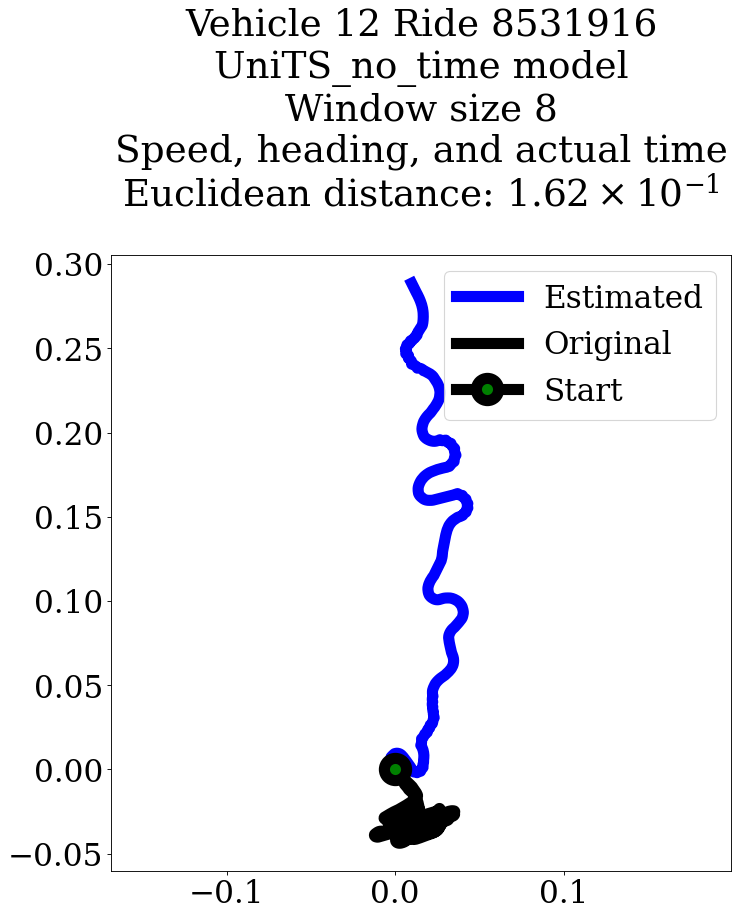 Vehicle 12 Ride 8531916
UniTS_no_time model
Window size 8
Speed, heading, and actual time
Euclidean distance: 1.62 × 10⁻¹
0.30
0.25
0.20
0.15
0.10
0.05
0.00
−0.05
−0.1
0.0
0.1
Estimated
Original
Start